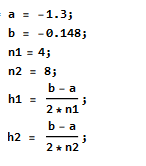 a = -1.3;
b = -0.148;
n1 = 4;
n2 = 8;
h1 = (b - a)/(2 * n1);
h2 = (b - a)/(2 * n2);